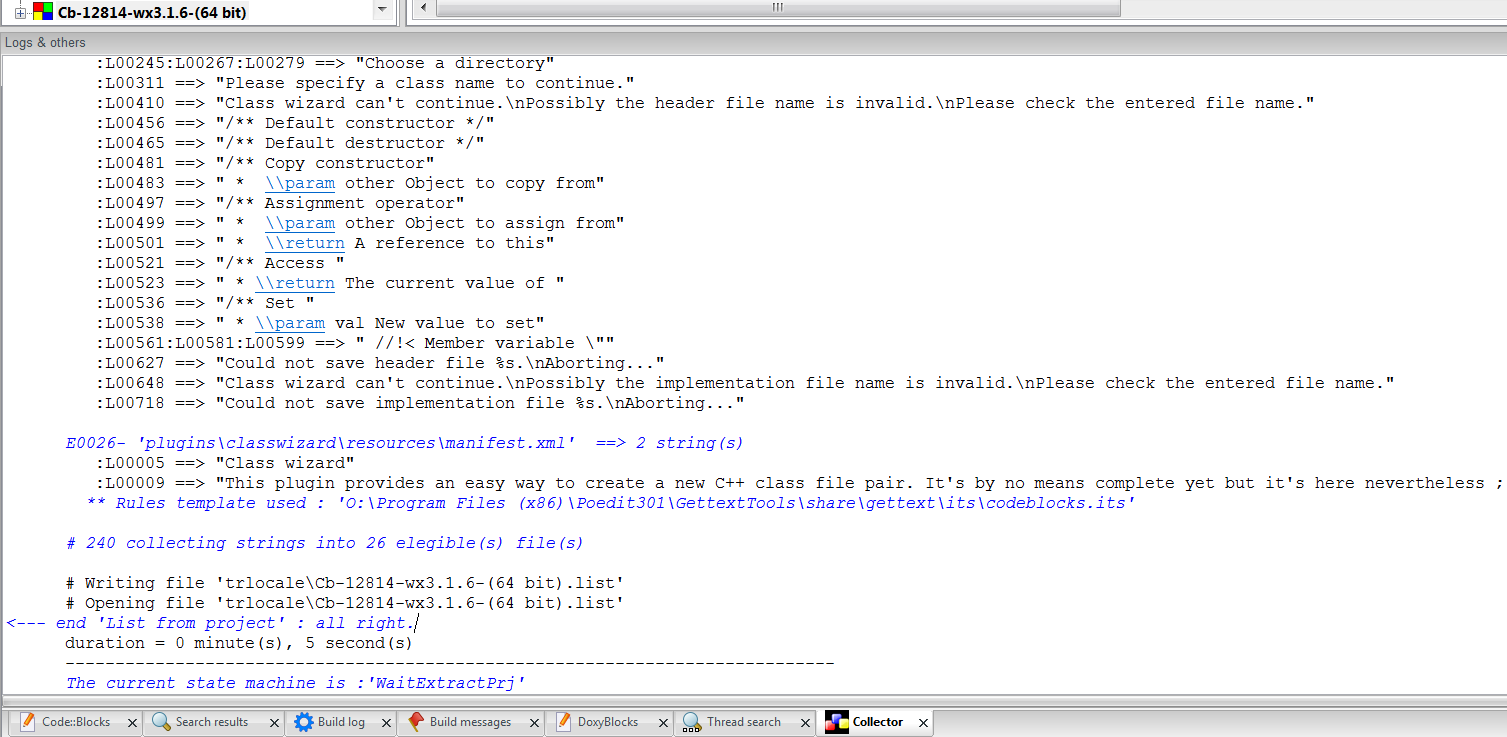 Cb-12814-wx3.1.6-(64 bit)
Logs & others
:L00245:L00267:L00279 ==> "Choose a directory"
:L00311 ==> "Please specify a class name to continue."
:L00410 ==> "Class wizard can't continue.\nPossibly the header file name is invalid.\nPlease check the entered file name."
:L00456 ==> "/** Default constructor */"
:L00465 ==> "/** Default destructor */"
:L00481 ==> "/** Copy constructor"
:L00483 ==> " *  \\param other Object to copy from"
:L00497 ==> "/** Assignment operator"
:L00499 ==> " *  \\param other Object to assign from"
:L00501 ==> " *  \\return A reference to this"
:L00521 ==> "/** Access "
:L00523 ==> " * \\return The current value of "
:L00536 ==> "/** Set "
:L00538 ==> " * \\param val New value to set"
:L00561:L00581:L00599 ==> " //!< Member variable \""
:L00627 ==> "Could not save header file %s.\nAborting..."
:L00648 ==> "Class wizard can't continue.\nPossibly the implementation file name is invalid.\nPlease check the entered file name."
:L00718 ==> "Could not save implementation file %s.\nAborting..."
E0026- 'plugins\classwizard\resources\manifest.xml'  ==> 2 string(s)
:L00005 ==> "Class wizard"
:L00009 ==> "This plugin provides an easy way to create a new C++ class file pair. It's by no means complete yet but it's here nevertheless ;
** Rules template used : 'O:\Program Files (x86)\Poedit301\GettextTools\share\gettext\its\codeblocks.its'
# 240 collecting strings into 26 elegible(s) file(s)
# Writing file 'trlocale\Cb-12814-wx3.1.6-(64 bit).list'
# Opening file 'trlocale\Cb-12814-wx3.1.6-(64 bit).list'
<--- end 'List from project' : all right.
duration = 0 minute(s), 5 second(s)
-----------------------------------------------------------------------------
The current state machine is :'WaitExtractPrj'
Code::Blocks Search results Build log Build messages DoxyBlocks Thread search Collector